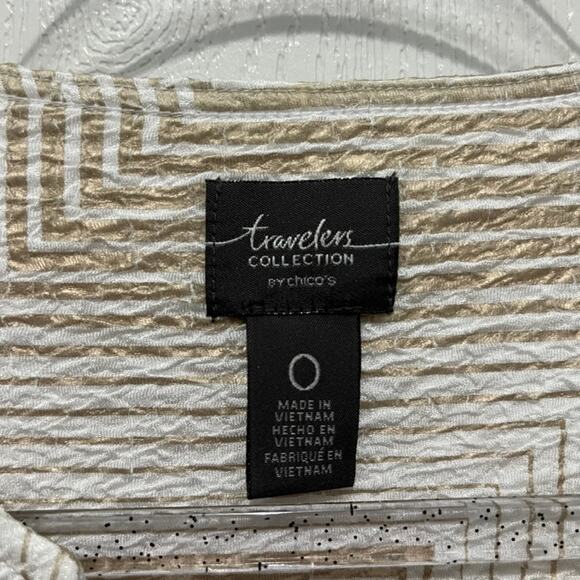 travelers
COLLECTION
BY chico's
0
MADE IN
VIETNAM
HECHO EN
VIETNAM
FABRIQUÉ EN
VIETNAM